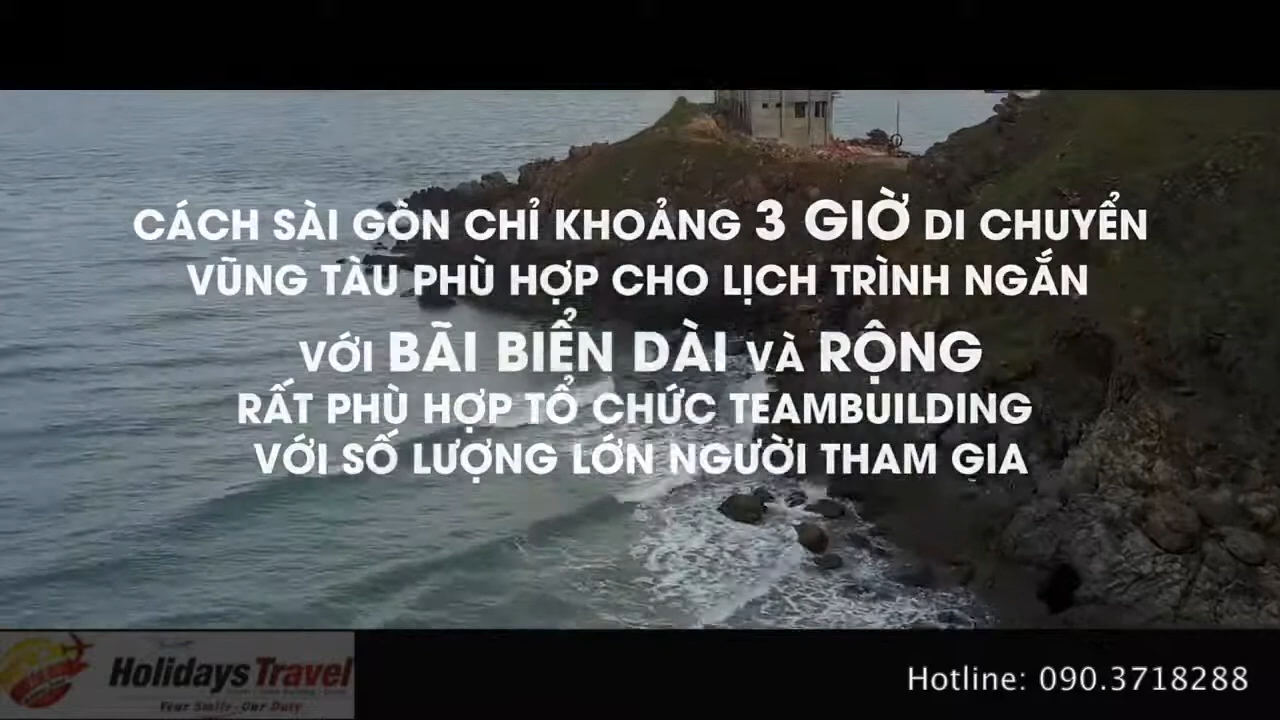 CÁCH SÀI GÒN CHỈ KHOẢNG 3 GIỜ DI CHUYỂN
VŨNG TÀU PHÙ HỢP CHO LỊCH TRÌNH NGẮN
VỚI BÃI BIỂN DÀI VÀ RỘNG
RẤT PHÙ HỢP TỔ CHỨC TEAMBUILDING
VỚI SỐ LƯỢNG LỚN NGƯỜI THAM GIA
Holidays Travel
Your Smile - Our Duty
Hotline: 090.3718288